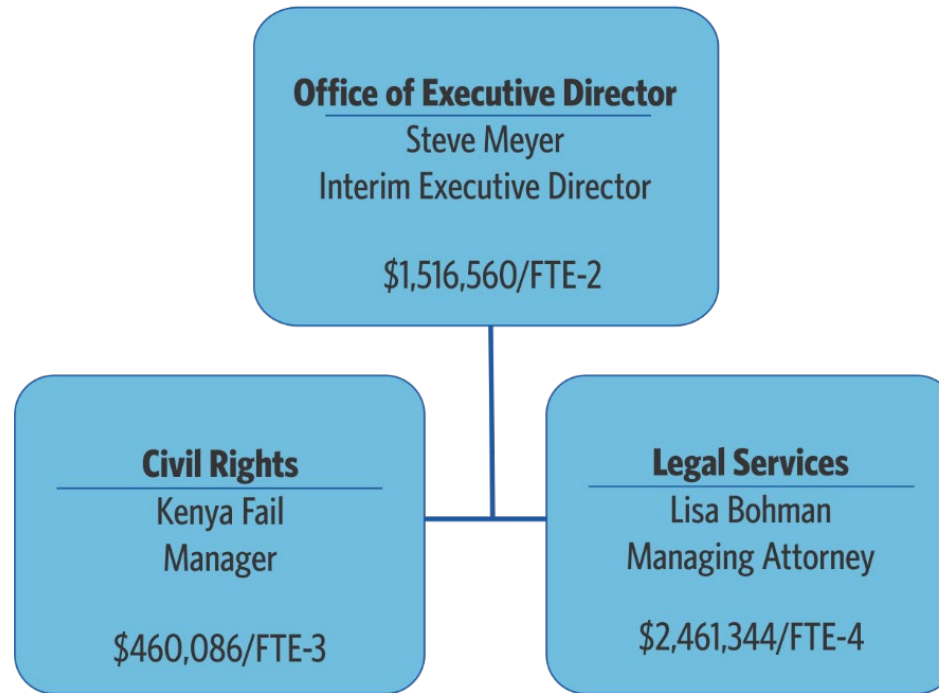 Office of Executive Director
Steve Meyer
Interim Executive Director
$1,516,560/FTE-2
Civil Rights
Kenya Fail
Manager
$460,086/FTE-3
Legal Services
Lisa Bohman
Managing Attorney
$2,461,344/FTE-4